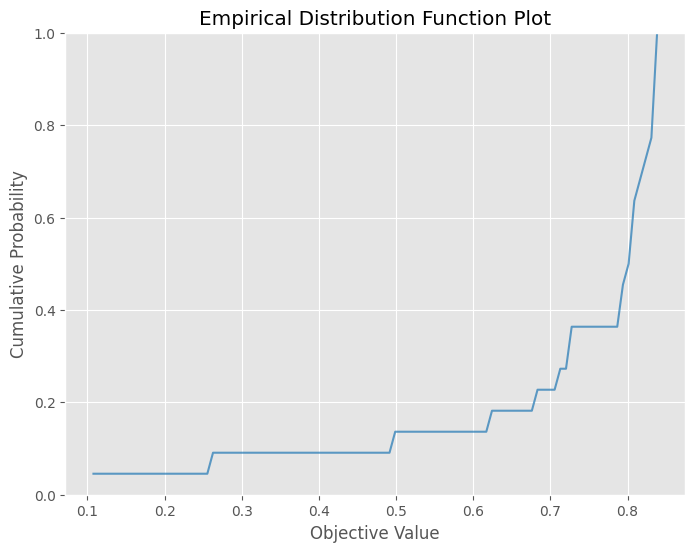 Empirical Distribution Function Plot
1.0
0.8
0.6
0.4
0.2
0.0
Cumulative Probability
0.1 0.2 0.3 0.4 0.5 0.6 0.7 0.8
Objective Value